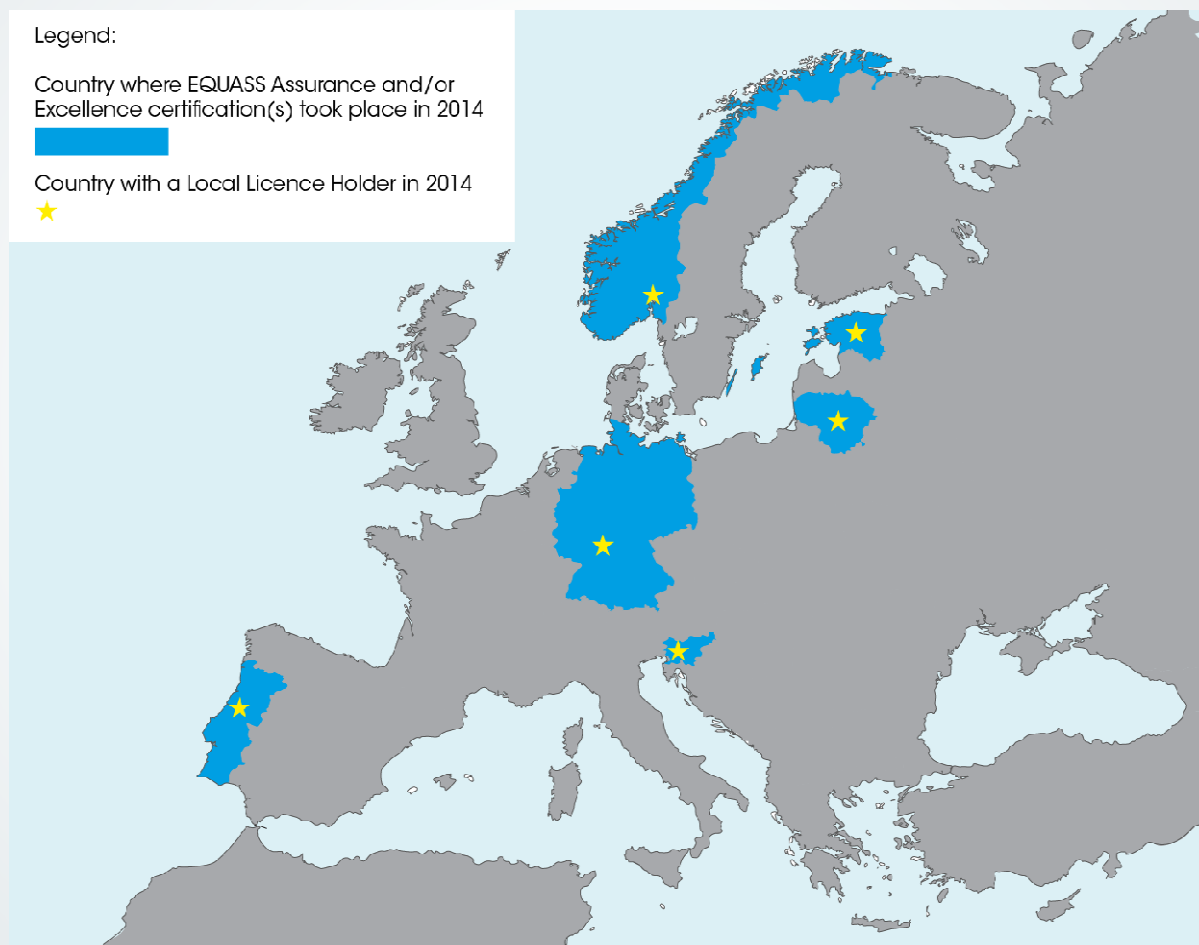 Legend:
Country where EQUASS Assurance and/or
Excellence certification(s) took place in 2014
Country with a Local Licence Holder in 2014